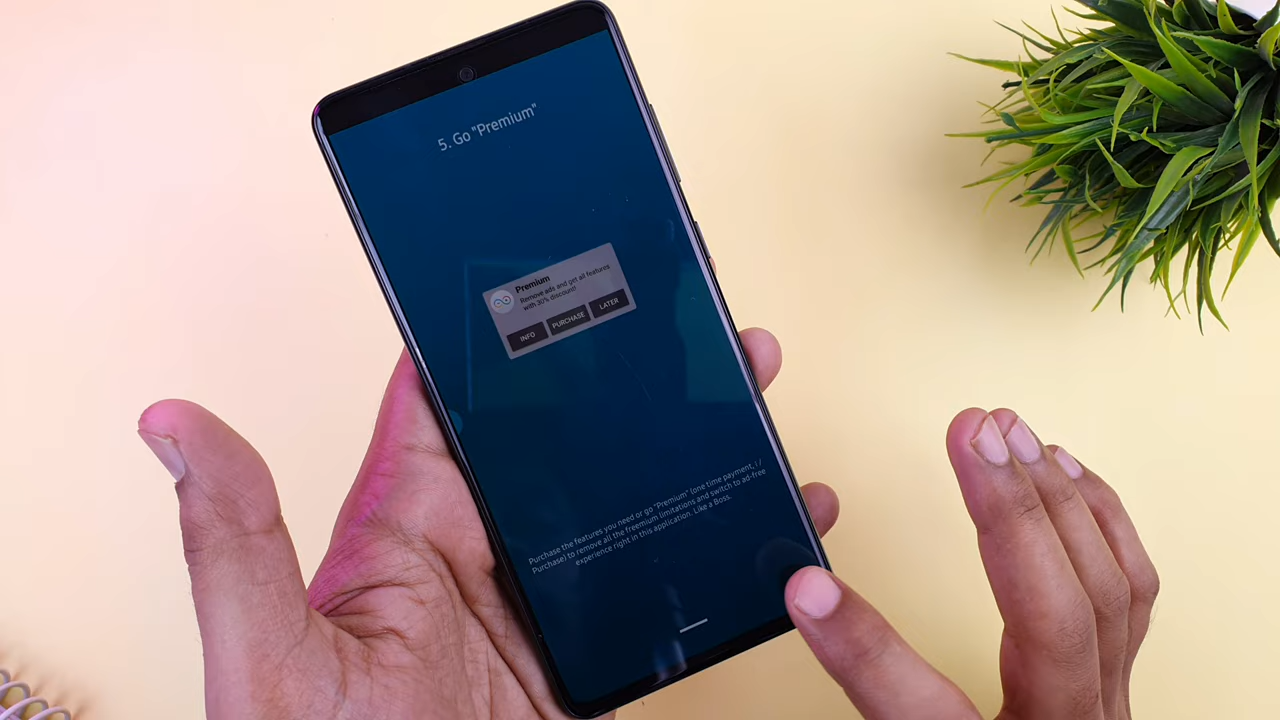 5. Go "Premium"
Premium
Remove ads and get all features
with 30% discount!
INFO PURCHASE LATER
Purchase the features you need or go "Premium" (one time payment, ! /
Purchase) to remove all the freemium limitations and switch to ad-free
experience right in this application. Like a Boss.